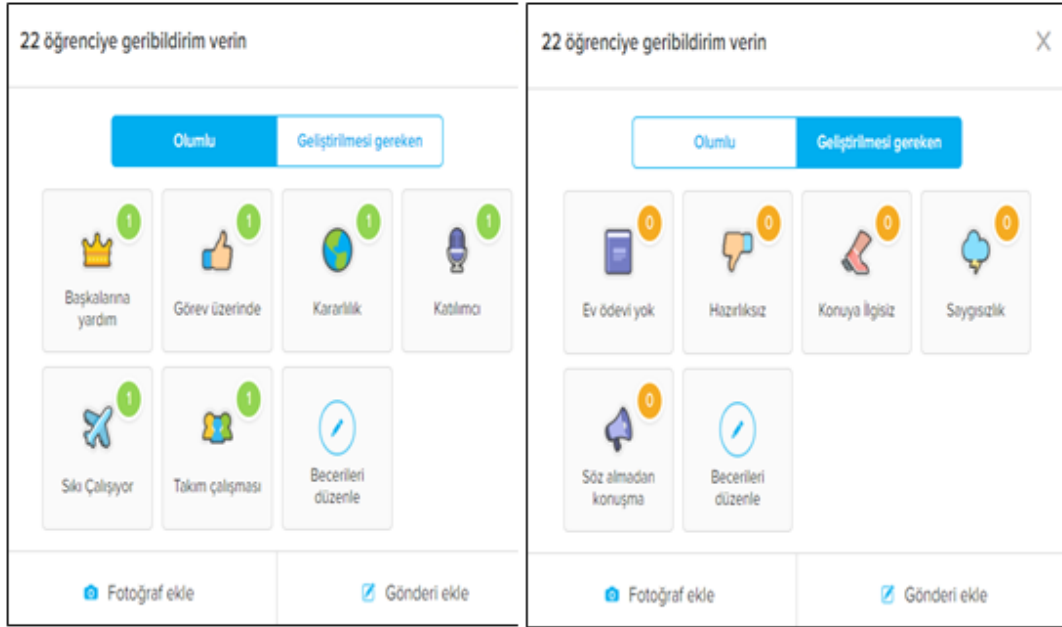 22 öğrenciye geribildirim verin
Olumlu
Geliştirilmesi gereken
1
1
1
1
Başkalarına
yardım
Görev üzerinde
Kararlılık
Katılımcı
1
1
Sıkı Çalışıyor
Takım çalışması
Becerileri
düzenle
Fotoğraf ekle
Gönderi ekle
22 öğrenciye geribildirim verin
X
Olumlu
Geliştirilmesi gereken
0
0
0
0
Ev ödevi yok
Hazırlıksız
Konuya İlgisiz
Saygısızlık
0
Söz almadan
konuşma
Becerileri
düzenle
Fotoğraf ekle
Gönderi ekle